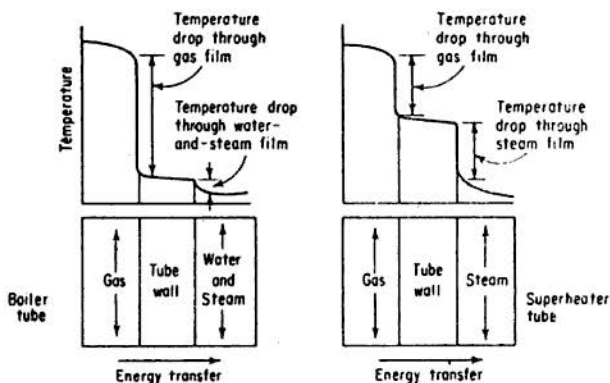 Temperature
Temperature
drop through
gas film
Temperature drop
through water-
and-steam film
Boiler
tube
Gas
Tube
wall
Water
and
Steam
Energy transfer
Temperature
drop through
gas film
Temperature
drop through
steam film
Gas
Tube
wall
Steam
Superheater
tube
Energy transfer